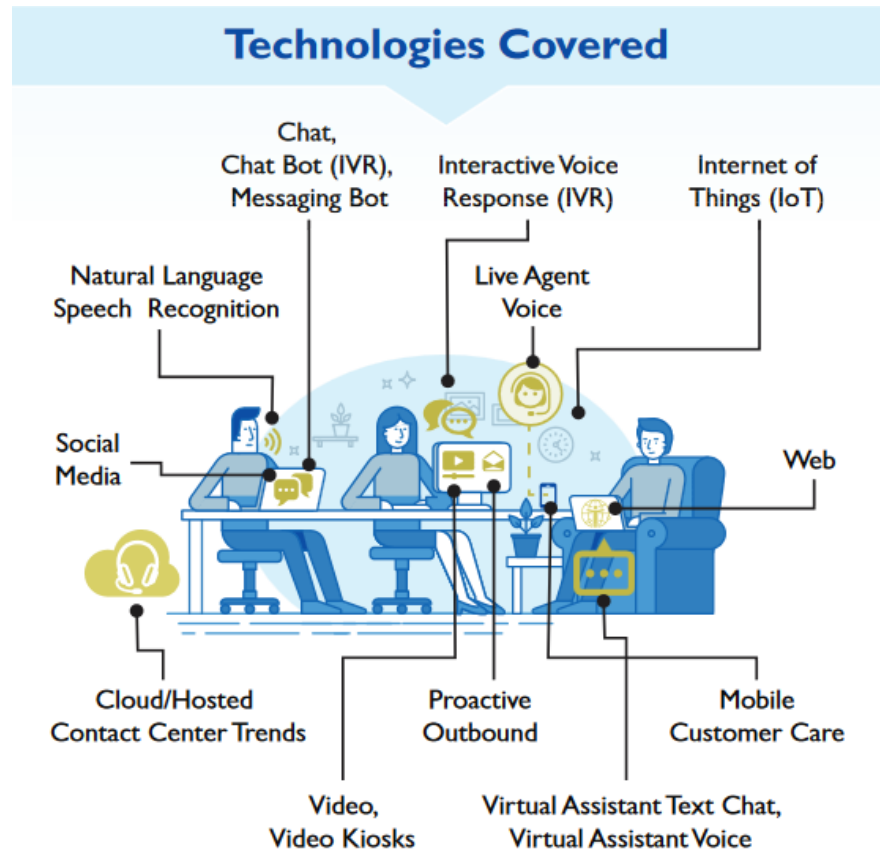 Technologies Covered
Chat,
Chat Bot (IVR),
Messaging Bot
Interactive Voice
Response (IVR)
Internet of
Things (IoT)
Natural Language
Speech Recognition
Live Agent
Voice
Social
Media
Web
Cloud/Hosted
Contact Center Trends
Proactive
Outbound
Mobile
Customer Care
Video,
Video Kiosks
Virtual Assistant Text Chat,
Virtual Assistant Voice